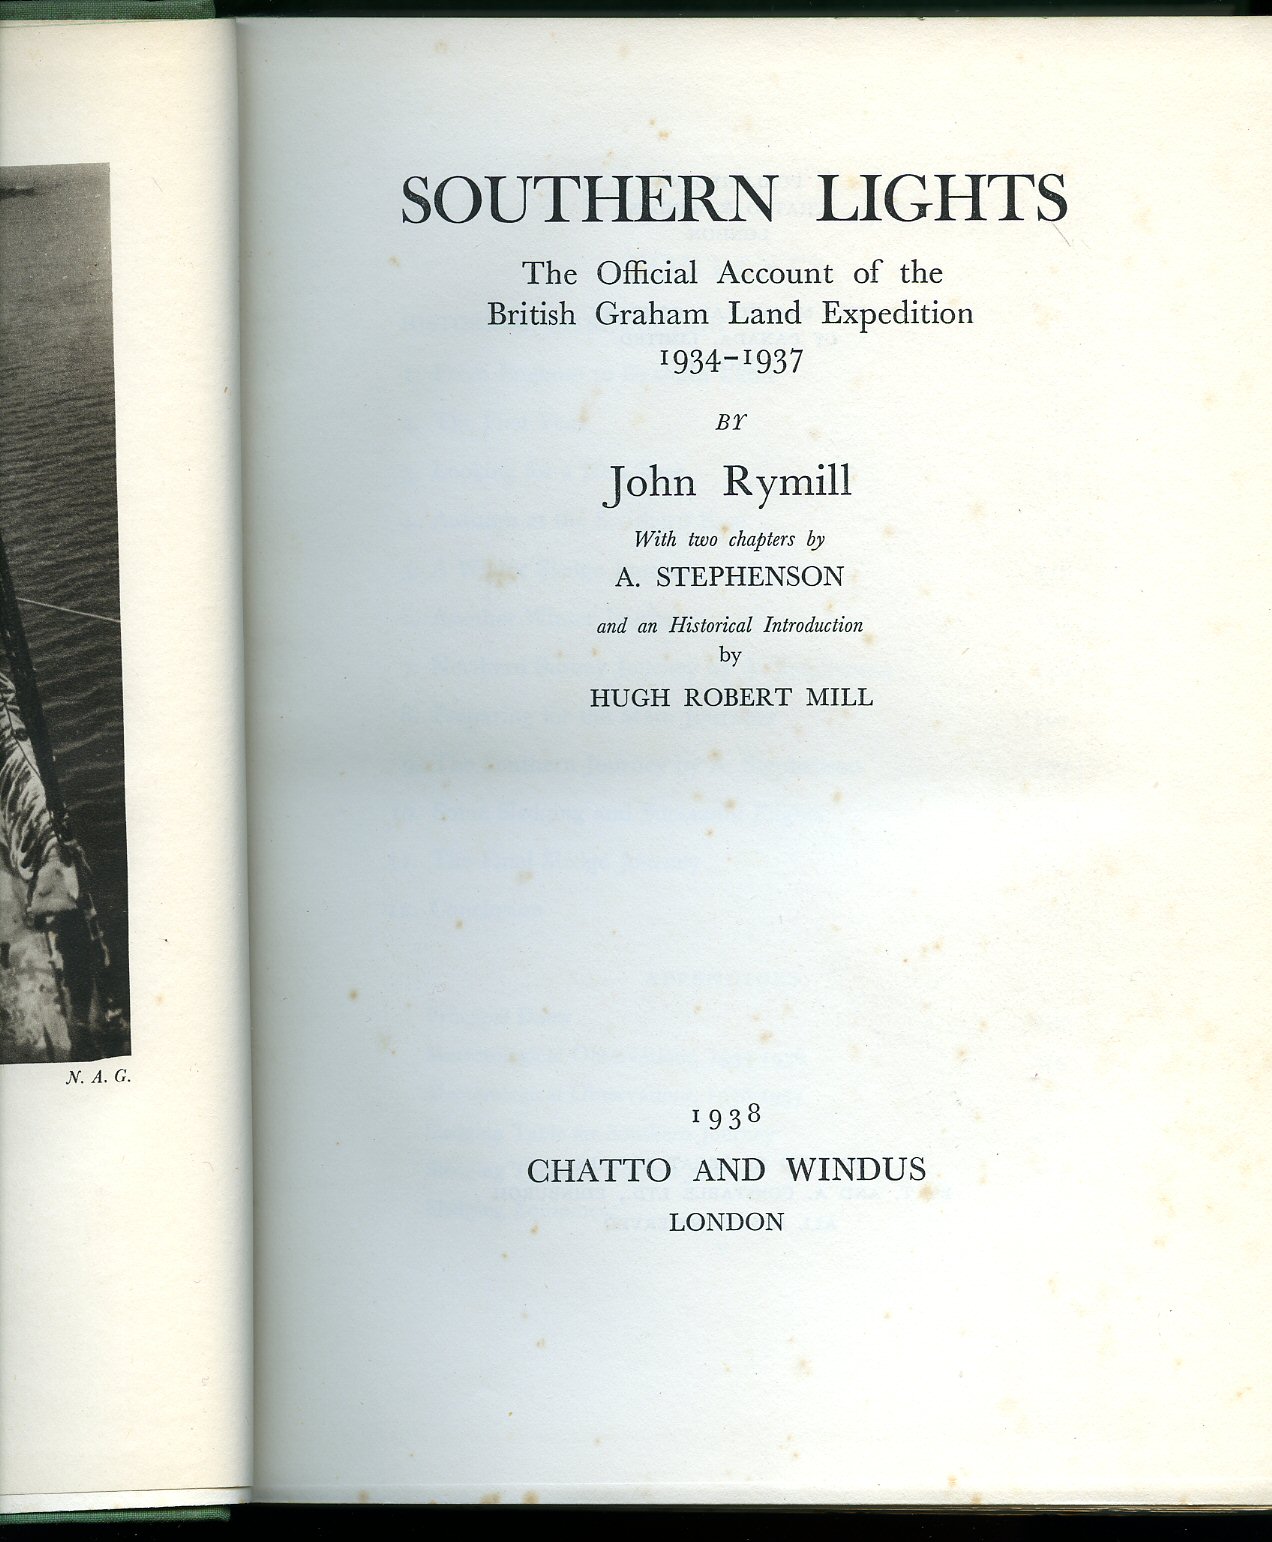 SOUTHERN LIGHTS
The Official Account of the
British Graham Land Expedition
1934–1937
BY
John Rymill
With two chapters by
A. STEPHENSON
and an Historical Introduction
by
HUGH ROBERT MILL
1938
CHATTO AND WINDUS
LONDON
N. A. G.